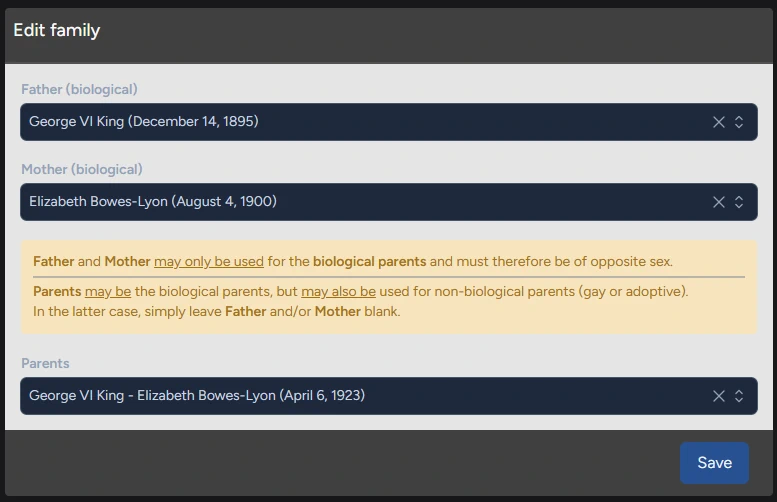 Edit family
Father (biological)
George VI King (December 14, 1895)
Mother (biological)
Elizabeth Bowes-Lyon (August 4, 1900)
Father and Mother may only be used for the biological parents and must therefore be of opposite sex.
Parents may be the biological parents, but may also be used for non-biological parents (gay or adoptive).
In the latter case, simply leave Father and/or Mother blank.
Parents
George VI King - Elizabeth Bowes-Lyon (April 6, 1923)
Save